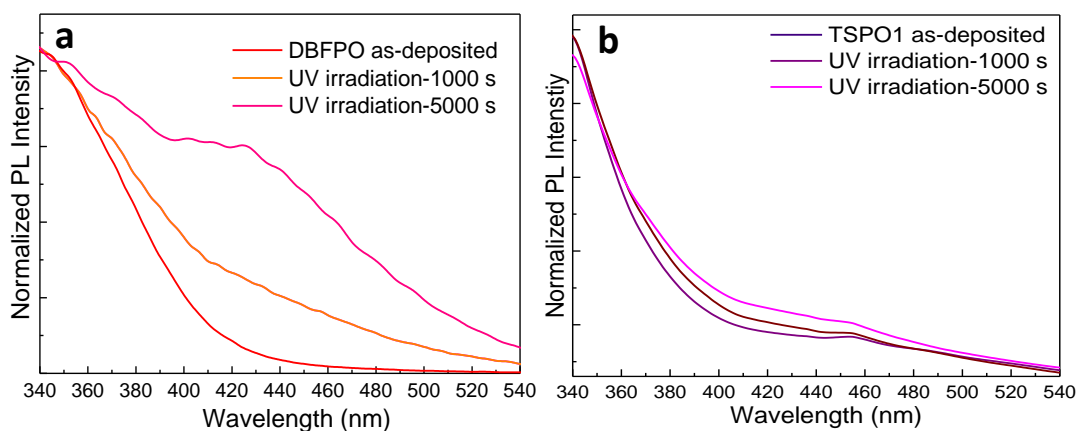 a
DBFPO as-deposited
UV irradiation-1000 s
UV irradiation-5000 s
Normalized PL Intensity
340 360 380 400 420 440 460 480 500 520 540
Wavelength (nm)
b
TSPO1 as-deposited
UV irradiation-1000 s
UV irradiation-5000 s
Normalized PL Intenstiy
340 360 380 400 420 440 460 480 500 520 540
Wavelength (nm)